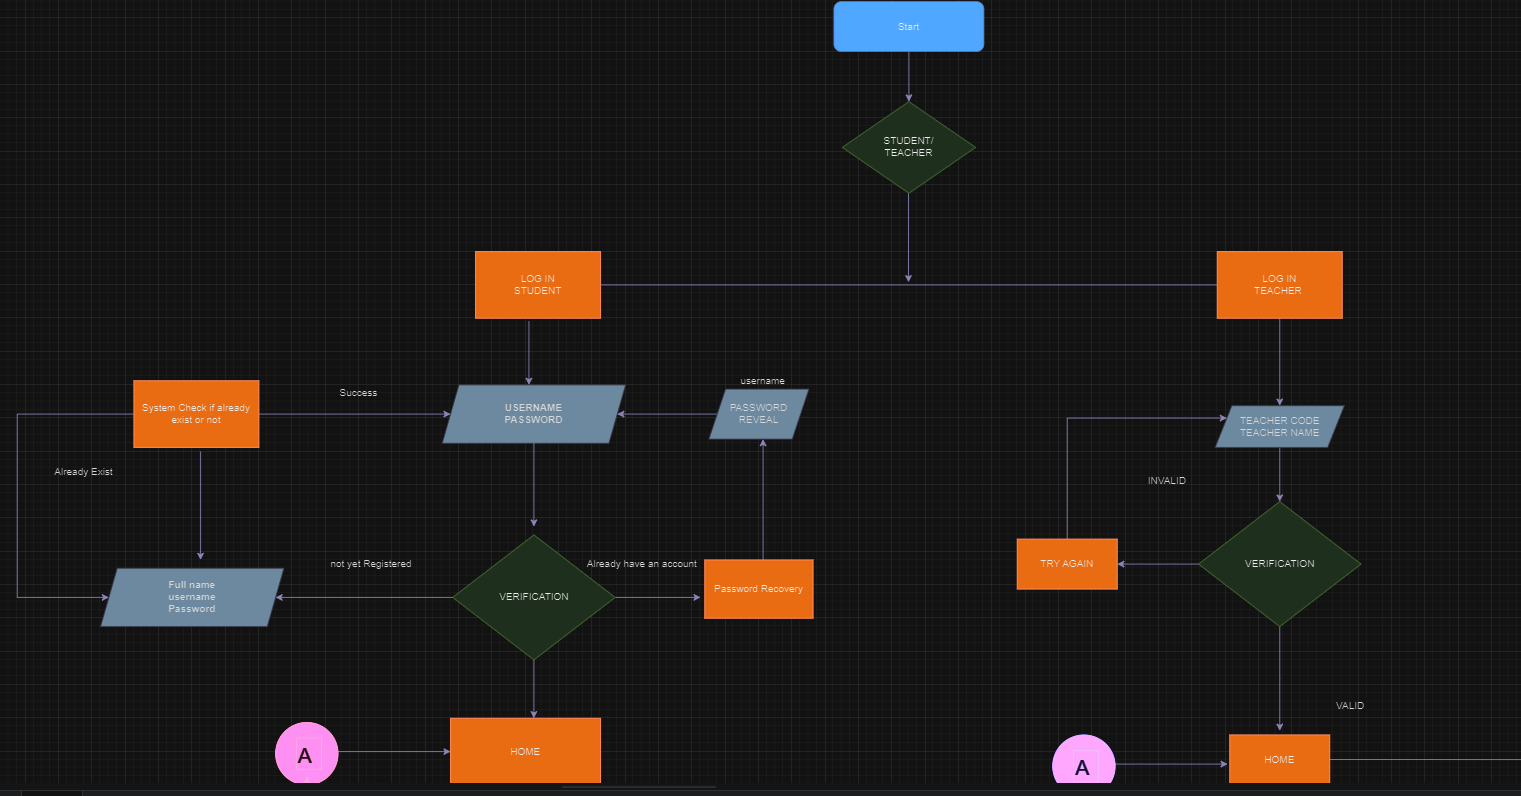 Start
STUDENT/
TEACHER
LOG IN
STUDENT
LOG IN
TEACHER
System Check if already
exist or not
Success
USERNAME
PASSWORD
username
PASSWORD
REVEAL
TEACHER CODE
TEACHER NAME
Already Exist
INVALID
not yet Registered
Already have an account
Full name
username
Password
VERIFICATION
Password Recovery
TRY AGAIN
VERIFICATION
VALID
A
HOME
A
HOME